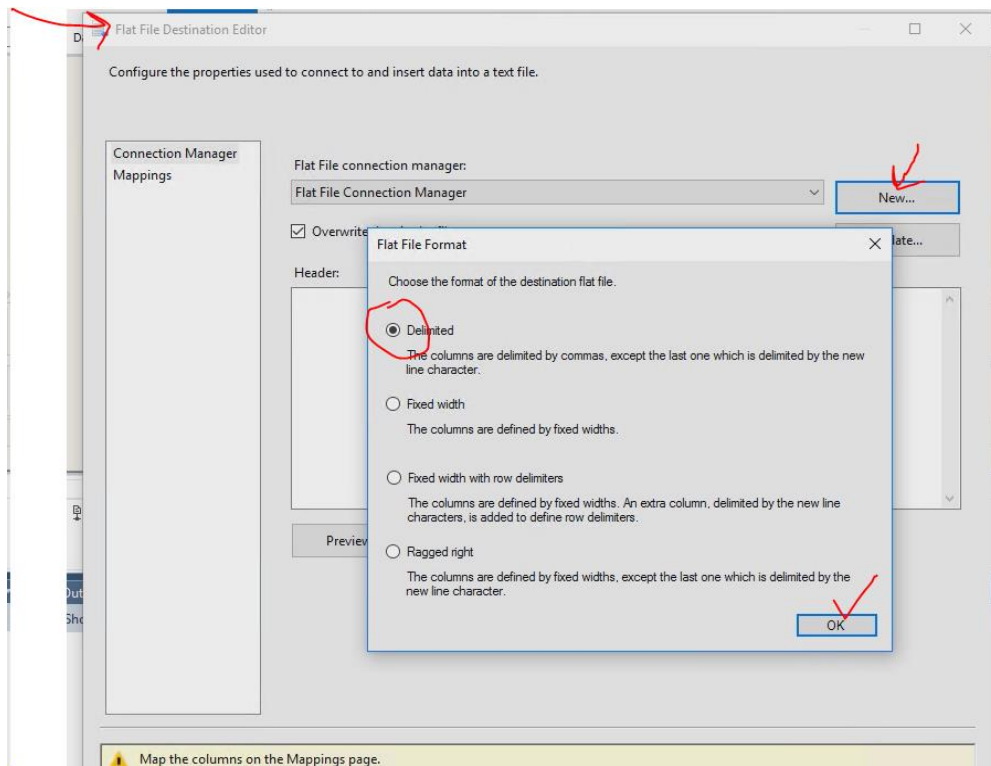 Flat File Destination Editor
Configure the properties used to connect to and insert data into a text file.
Connection Manager
Mappings
Flat File connection manager:
Flat File Connection Manager
New...
Overwrite
late...
Flat File Format
Header:
Choose the format of the destination flat file.
Delimited
The columns are delimited by commas, except the last one which is delimited by the new
line character.
Fixed width
The columns are defined by fixed widths.
Fixed width with row delimiters
The columns are defined by fixed widths. An extra column, delimited by the new line
characters, is added to define row delimiters.
Preview
Ragged right
The columns are defined by fixed widths, except the last one which is delimited by the
new line character.
OK
Map the columns on the Mappings page.